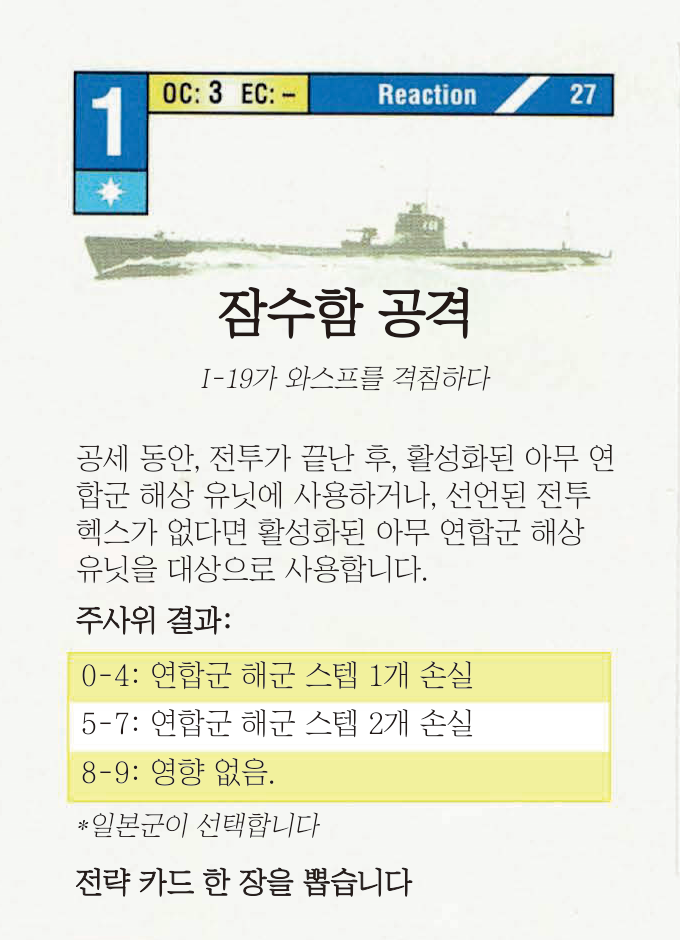 1
OC: 3 EC: – Reaction 27
잠수함 공격
I-19가 와스프를 격침하다
공세 동안, 전투가 끝난 후, 활성화된 아무 연
합군 해상 유닛에 사용하거나, 선언된 전투
헥스가 없다면 활성화된 아무 연합군 해상
유닛을 대상으로 사용합니다.
주사위 결과:
0-4: 연합군 해군 스텝 1개 손실
5-7: 연합군 해군 스텝 2개 손실
8-9: 영향 없음.
*일본군이 선택합니다
전략 카드 한 장을 뽑습니다